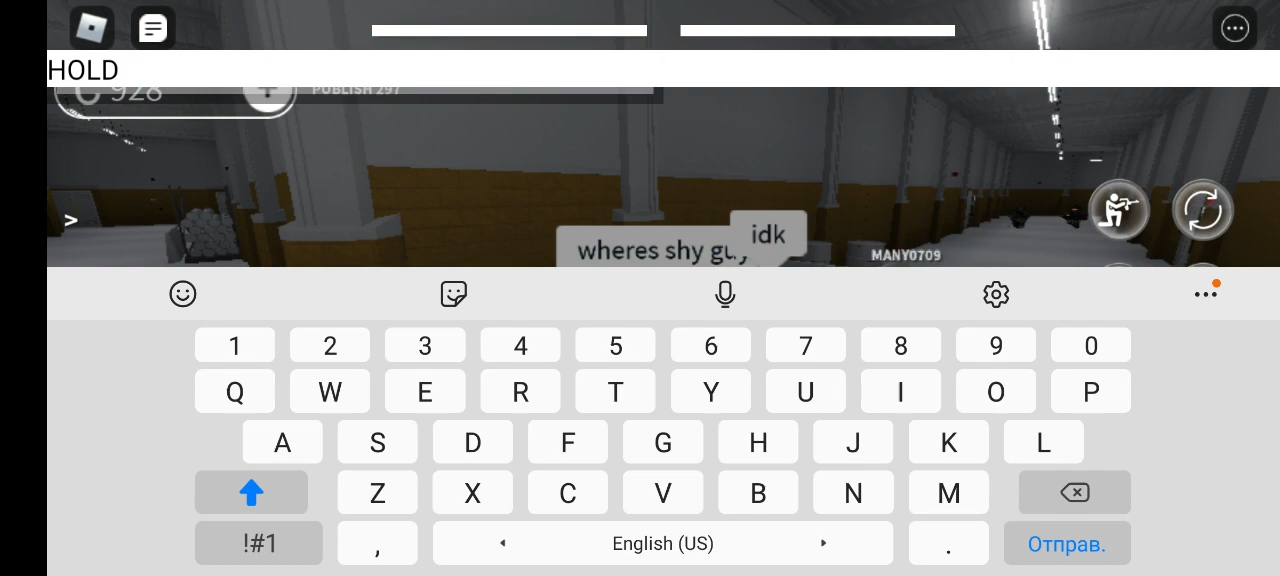 HOLD
928
PUBLISH 297
>
idk
wheres shy guy
MANY0709
1 2 3 4 5 6 7 8 9 0
Q W E R T Y U I O P
A S D F G H J K L
Z X C V B N M
!#1 , English (US) . Отправ.